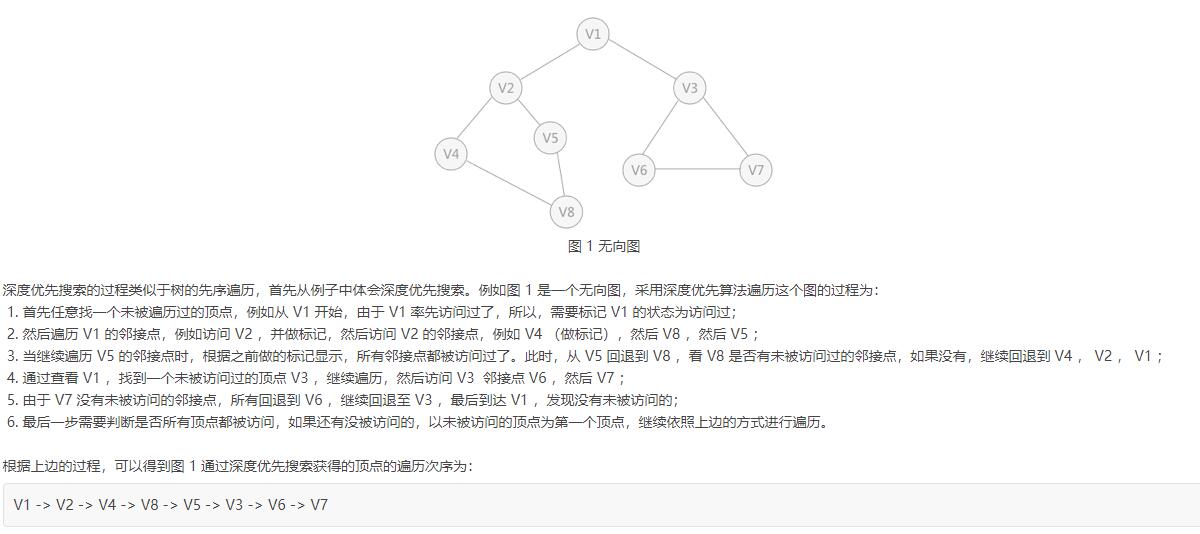 V1
V2
V3
V5
V4
V6
V7
V8
图 1 无向图
深度优先搜索的过程类似于树的先序遍历，首先从例子中体会深度优先搜索。例如图 1 是一个无向图，采用深度优先算法遍历这个图的过程为：
1. 首先任意找一个未被遍历过的顶点，例如从 V1 开始，由于 V1 率先访问过了，所以，需要标记 V1 的状态为访问过；
2. 然后遍历 V1 的邻接点，例如访问 V2 ，并做标记，然后访问 V2 的邻接点，例如 V4 （做标记），然后 V8 ，然后 V5 ；
3. 当继续遍历 V5 的邻接点时，根据之前做的标记显示，所有邻接点都被访问过了。此时，从 V5 回退到 V8 ，看 V8 是否有未被访问过的邻接点，如果没有，继续回退到 V4 ， V2 ， V1 ；
4. 通过查看 V1 ，找到一个未被访问过的顶点 V3 ，继续遍历，然后访问 V3 邻接点 V6 ，然后 V7 ；
5. 由于 V7 没有未被访问的邻接点，所有回退到 V6 ，继续回退至 V3 ，最后到达 V1 ，发现没有未被访问的；
6. 最后一步需要判断是否所有顶点都被访问，如果还有没被访问的，以未被访问的顶点为第一个顶点，继续依照上边的方式进行遍历。
根据上边的过程，可以得到图 1 通过深度优先搜索获得的顶点的遍历次序为：
V1 -> V2 -> V4 -> V8 -> V5 -> V3 -> V6 -> V7